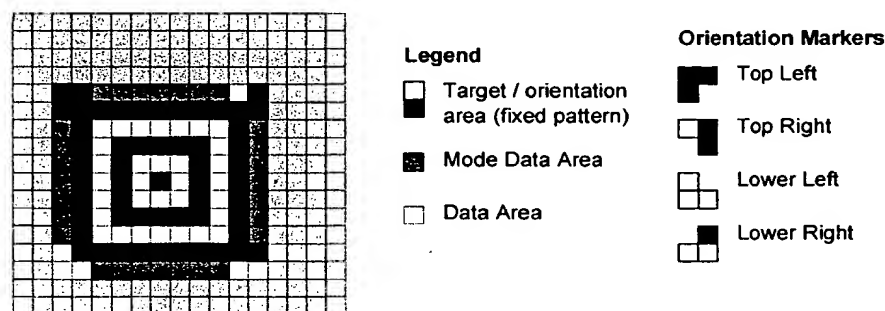 Legend
Target / orientation
area (fixed pattern)
Mode Data Area
Data Area
Orientation Markers
Top Left
Top Right
Lower Left
Lower Right